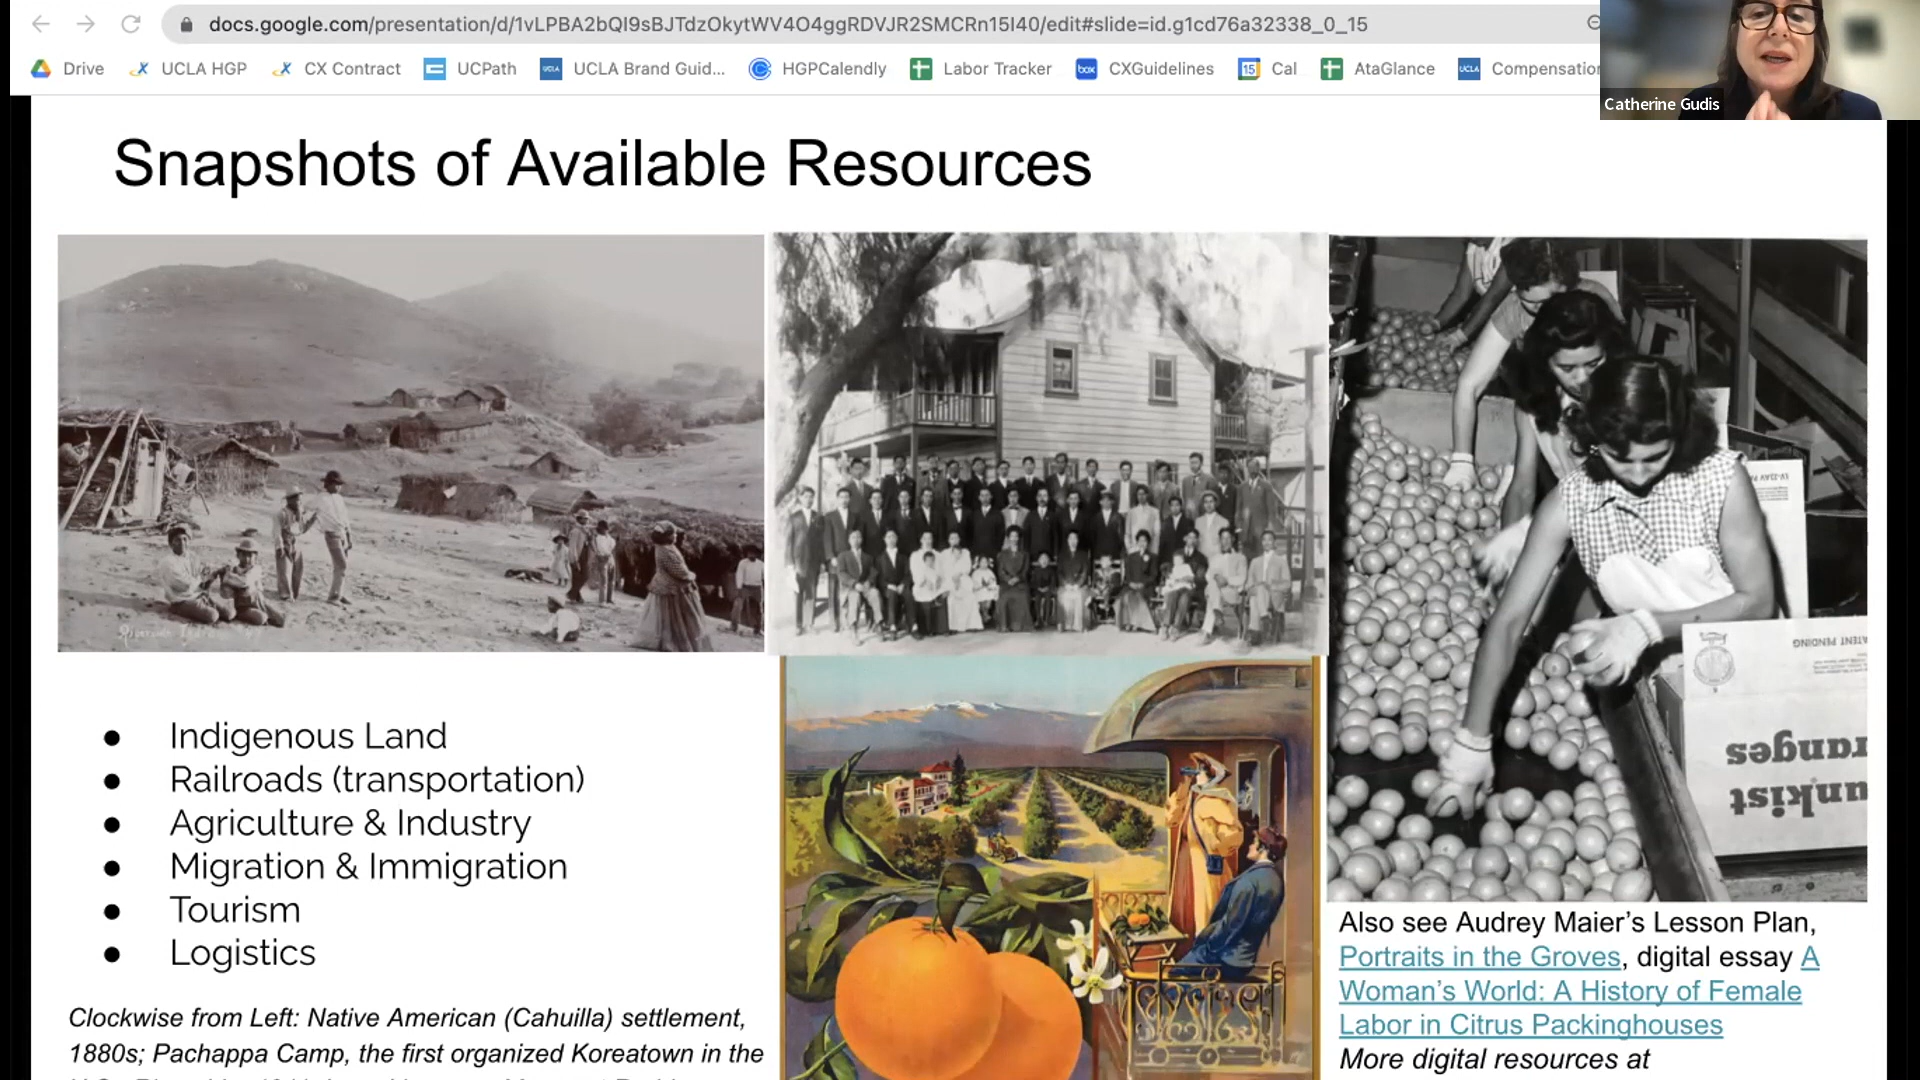 docs.google.com/presentation/d/1vLPBA2bQI9sBJTdzOkytWV4O4ggRDVJR2SMCRn15I40/edit#slide=id.g1cd76a32338_0_15
Drive UCLA HGP CX Contract UCPath UCLA Brand Guid... HGPCalendly Labor Tracker CXGuidelines Cal AtaGlance Compensation
Catherine Gudis
Snapshots of Available Resources
PATENT PENDING
Oranges
Sunkist
● Indigenous Land
● Railroads (transportation)
● Agriculture & Industry
● Migration & Immigration
● Tourism
● Logistics
Clockwise from Left: Native American (Cahuilla) settlement,
1880s; Pachappa Camp, the first organized Koreatown in the
Also see Audrey Maier’s Lesson Plan,
Portraits in the Groves, digital essay A
Woman’s World: A History of Female
Labor in Citrus Packinghouses
More digital resources at